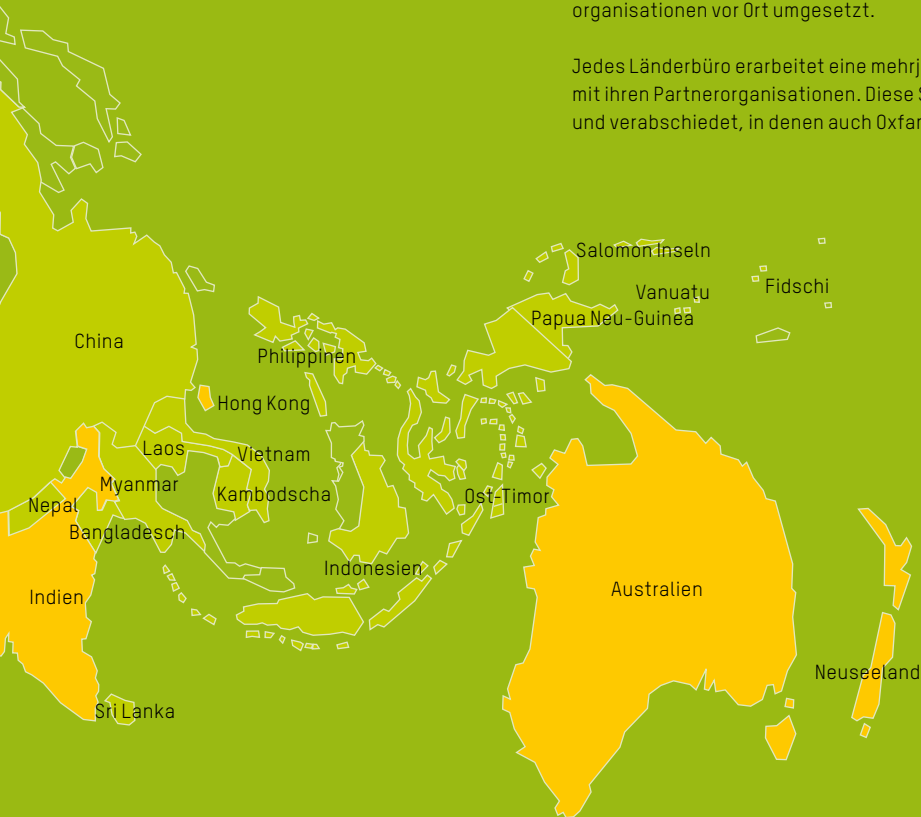 organisationen vor Ort umgesetzt.
Jedes Länderbüro erarbeitet eine mehrj
mit ihren Partnerorganisationen. Diese S
und verabschiedet, in denen auch Oxfar
Salomon Inseln
Vanuatu
Fidschi
Papua Neu-Guinea
China
Philippinen
Hong Kong
Laos
Vietnam
Myanmar
Kambodscha
Nepal
Ost-Timor
Bangladesch
Indonesien
Indien
Australien
Neuseeland
Sri Lanka